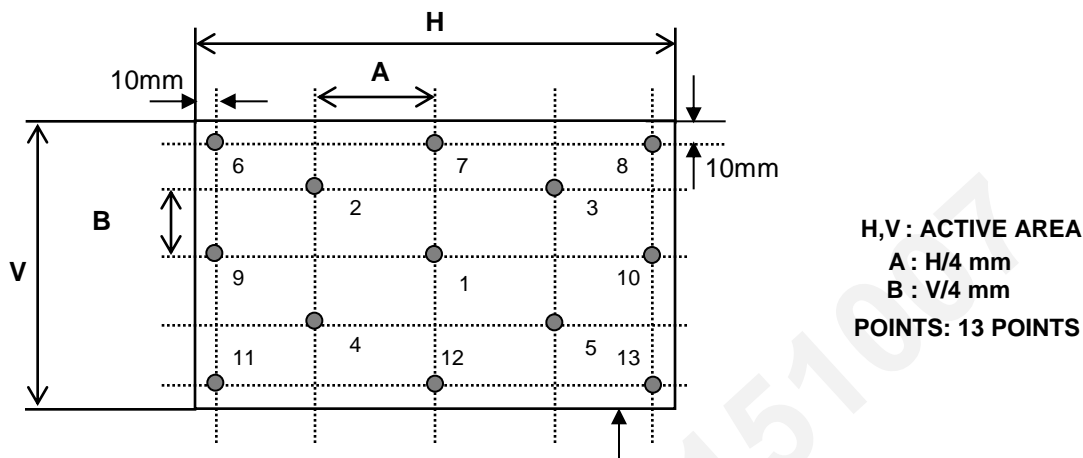 H
A
10mm
6
7
8
10mm
2
3
B
V
9
1
10
4
5
11
12
13
H,V : ACTIVE AREA
A : H/4 mm
B : V/4 mm
POINTS: 13 POINTS
151007